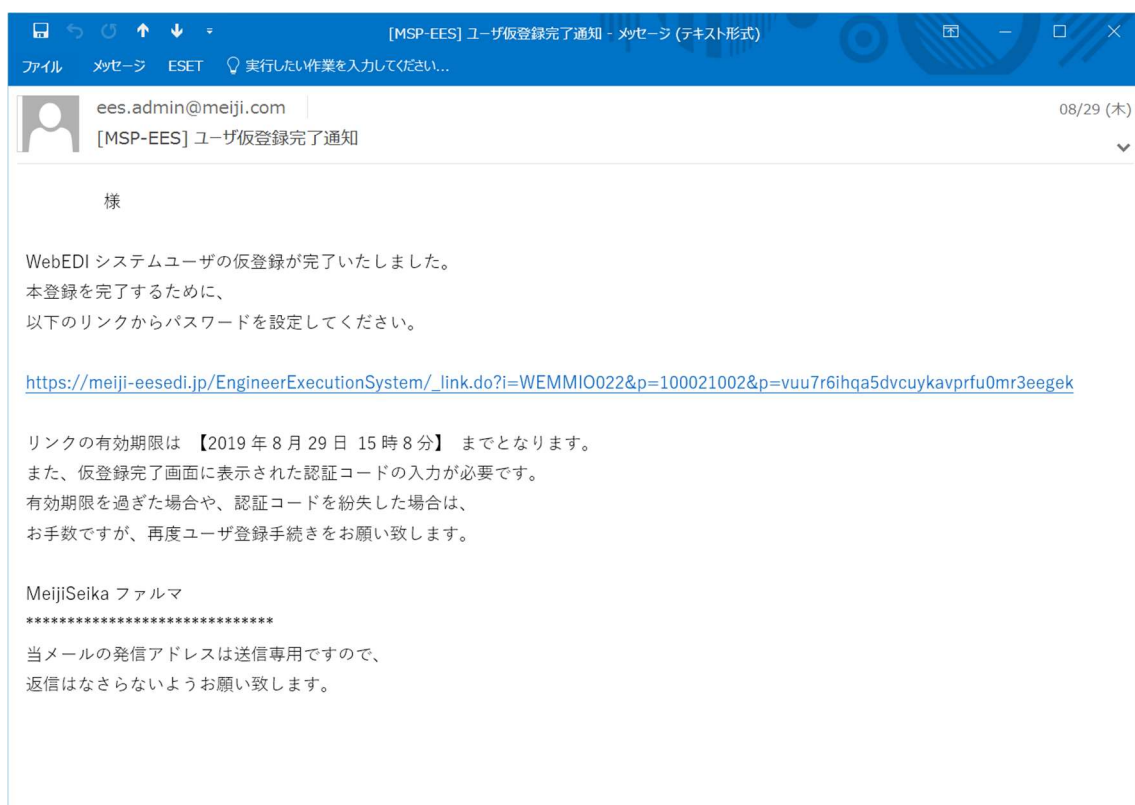 [MSP-EES] ユーザ仮登録完了通知 - メッセージ (テキスト形式)
ファイル メッセージ ESET 実行したい作業を入力してください...
ees.admin@meiji.com 08/29 (木)
[MSP-EES] ユーザ仮登録完了通知
様
WebEDI システムユーザの仮登録が完了いたしました。
本登録を完了するために、
以下のリンクからパスワードを設定してください。
https://meiji-eesedi.jp/EngineerExecutionSystem/_link.do?i=WEMMIO022&p=100021002&p=vuu7r6ihqa5dvcuykavprfu0mr3eegek
リンクの有効期限は 【2019 年 8 月 29 日 15 時 8 分】 までとなります。
また、仮登録完了画面に表示された認証コードの入力が必要です。
有効期限を過ぎた場合や、認証コードを紛失した場合は、
お手数ですが、再度ユーザ登録手続きをお願い致します。
MeijiSeika ファルマ
******************************
当メールの発信アドレスは送信専用ですので、
返信はなさらないようお願い致します。